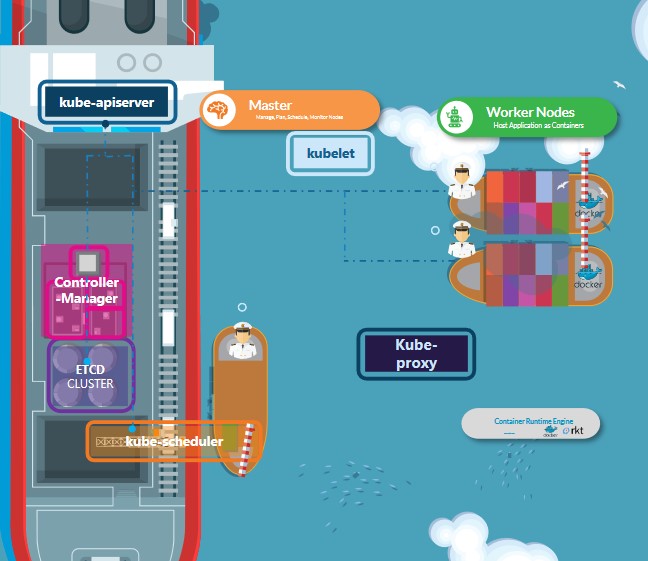 kube-apiserver
Master
Manage, Plan, Schedule, Monitor Nodes
Worker Nodes
Host Application as Containers
kubelet
docker
docker
Controller
-Manager
Kube-
proxy
ETCD
CLUSTER
kube-scheduler
Container Runtime Engine
docker
rkt